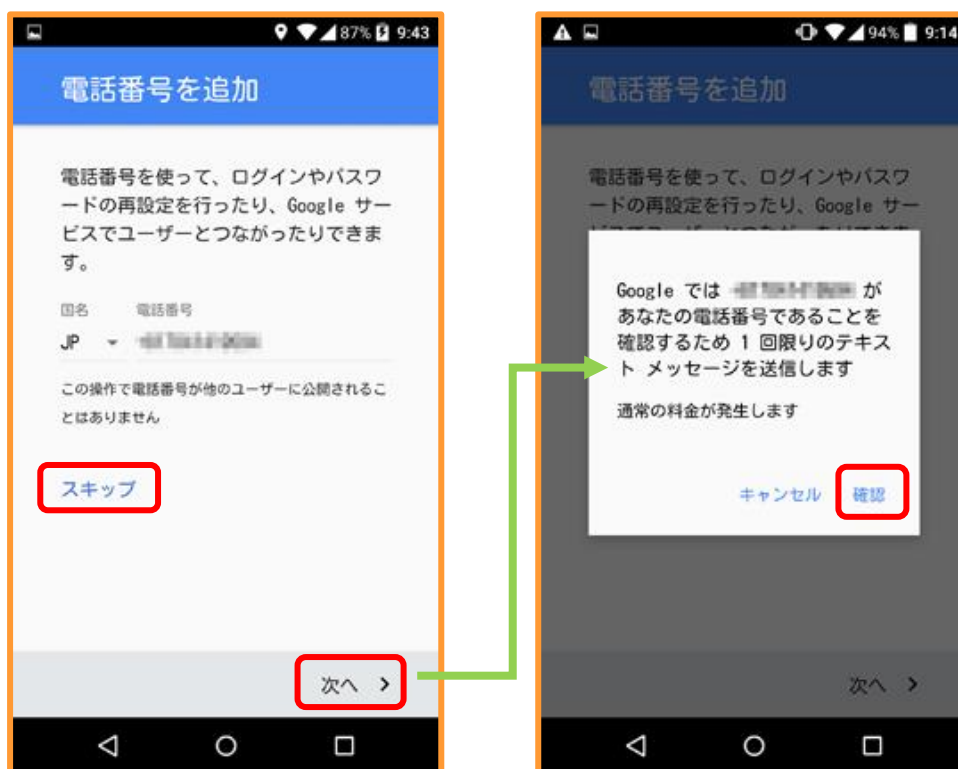 87% 9:43
電話番号を追加
電話番号を使って、ログインやパスワ
ードの再設定を行ったり、Google サー
ビスでユーザーとつながったりできま
す。
国名 電話番号
JP
この操作で電話番号が他のユーザーに公開されるこ
とはありません
スキップ
次へ
94% 9:14
電話番号を追加
電話番号を使って、ログインやパスワ
ードの再設定を行ったり、Google サー
Google では が
あなたの電話番号であることを
確認するため 1 回限りのテキス
ト メッセージを送信します
通常の料金が発生します
キャンセル 確認
次へ